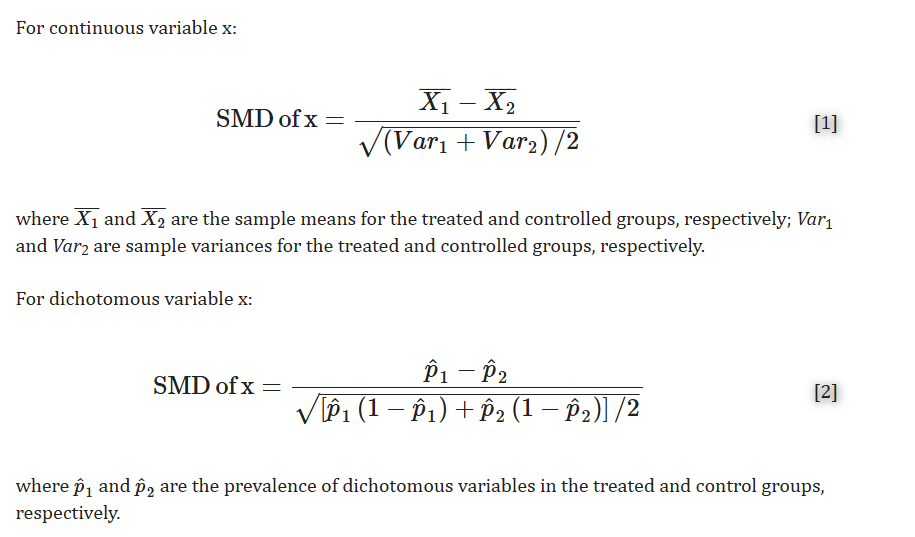 For continuous variable x:
SMD of x = \frac{\overline{X_1} - \overline{X_2}}{\sqrt{(Var_1 + Var_2)/2}} [1]
where \overline{X_1} and \overline{X_2} are the sample means for the treated and controlled groups, respectively; Var_1
and Var_2 are sample variances for the treated and controlled groups, respectively.
For dichotomous variable x:
SMD of x = \frac{\hat{p}_1 - \hat{p}_2}{\sqrt{[\hat{p}_1 (1 - \hat{p}_1) + \hat{p}_2 (1 - \hat{p}_2)]/2}} [2]
where \hat{p}_1 and \hat{p}_2 are the prevalence of dichotomous variables in the treated and control groups,
respectively.